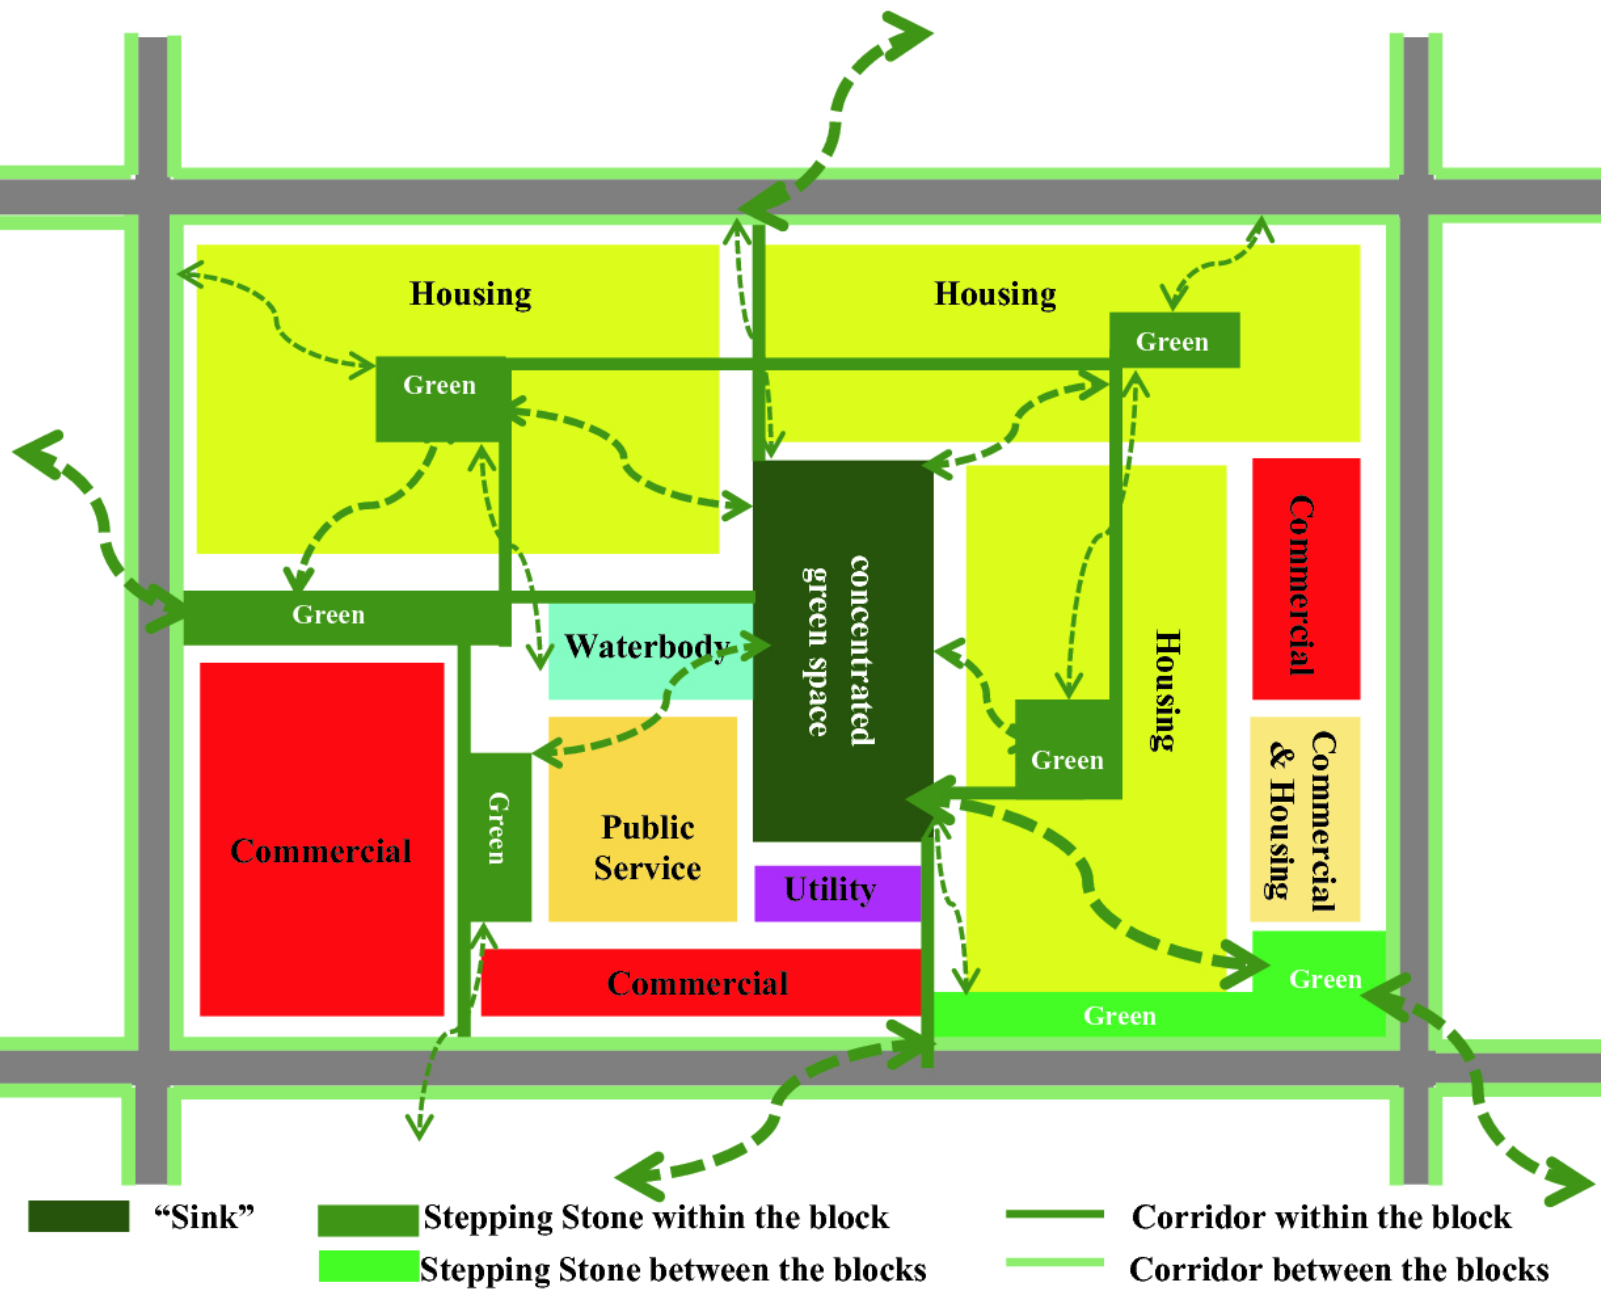 Housing
Housing
Green
Green
Green
Waterbody
concentrated
green space
Housing
Commercial
Commercial
Green
Public
Service
Green
Commercial
& Housing
Utility
Commercial
Green
Green
“Sink”
Stepping Stone within the block
Corridor within the block
Stepping Stone between the blocks
Corridor between the blocks